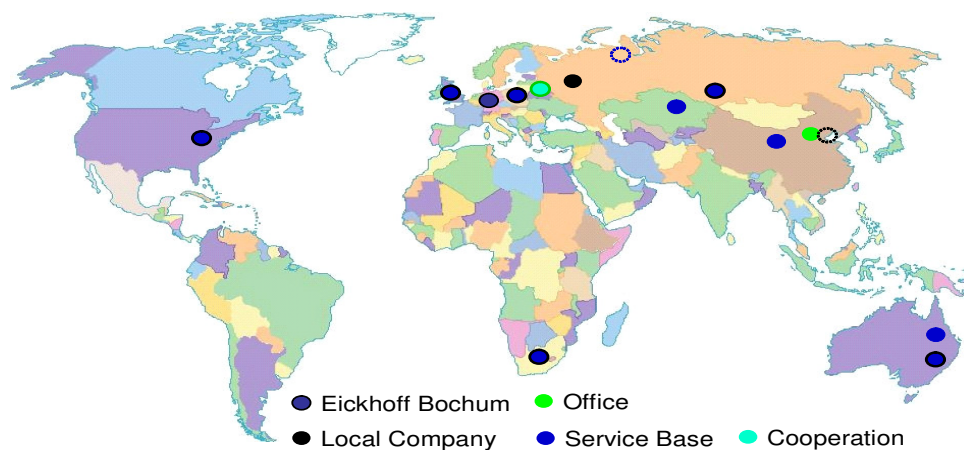 Eickhoff Bochum
Office
Local Company
Service Base
Cooperation